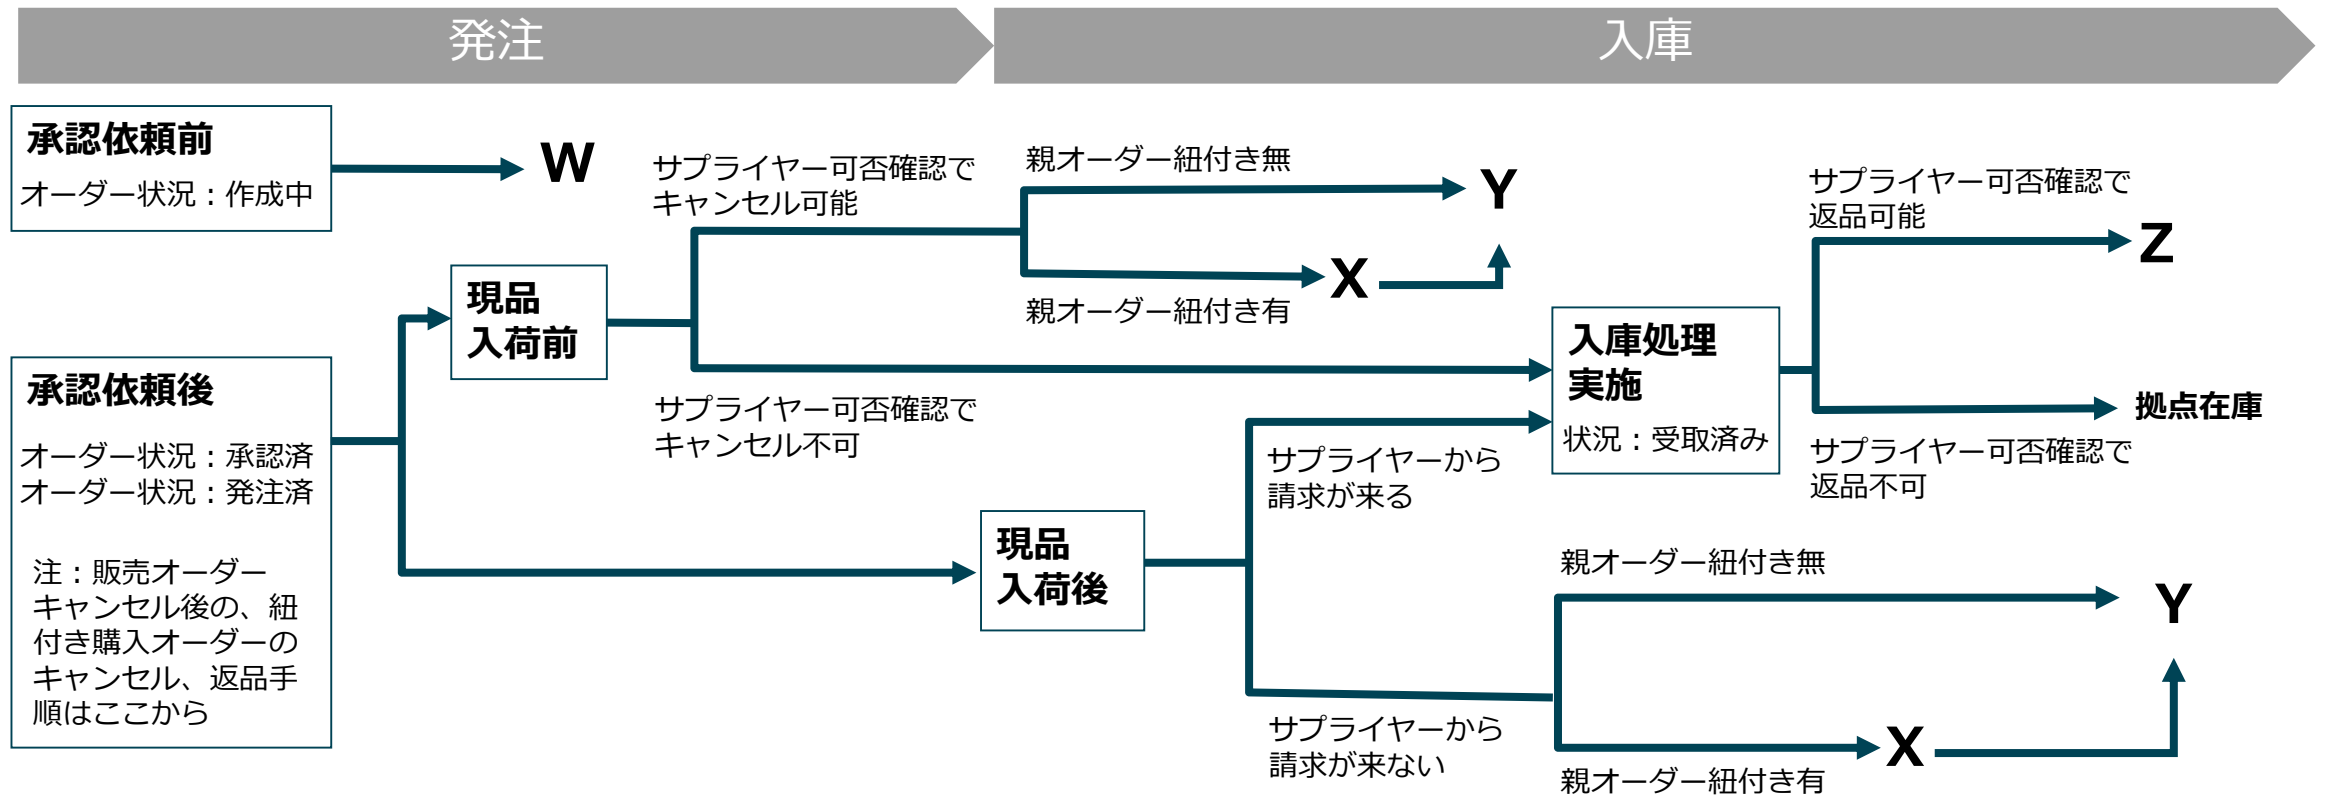 発注
入庫
承認依頼前
オーダー状況：作成中
W
サプライヤー可否確認で
キャンセル可能
親オーダー紐付き無
Y
親オーダー紐付き有
X
現品
入荷前
サプライヤー可否確認で
キャンセル不可
承認依頼後
オーダー状況：承認済
オーダー状況：発注済
注：販売オーダー
キャンセル後の、紐
付き購入オーダーの
キャンセル、返品手
順はここから
現品
入荷後
サプライヤーから
請求が来る
入庫処理
実施
状況：受取済み
サプライヤー可否確認で
返品可能
Z
拠点在庫
サプライヤー可否確認で
返品不可
サプライヤーから
請求が来ない
親オーダー紐付き無
Y
親オーダー紐付き有
X